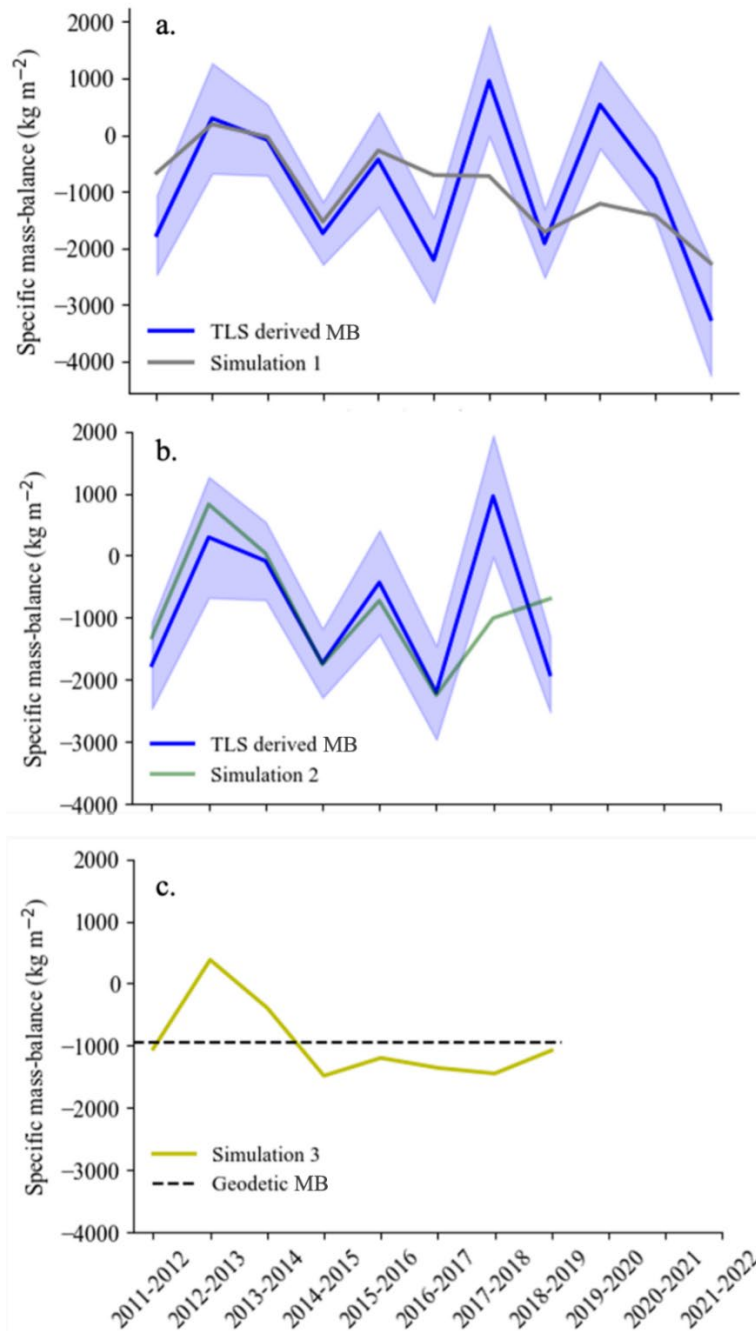 a.
Specific mass-balance (kg m⁻²)
2000
1000
0
−1000
−2000
−3000
−4000
TLS derived MB
Simulation 1
b.
Specific mass-balance (kg m⁻²)
2000
1000
0
−1000
−2000
−3000
−4000
TLS derived MB
Simulation 2
c.
Specific mass-balance (kg m⁻²)
2000
1000
0
−1000
−2000
−3000
−4000
Simulation 3
Geodetic MB
2011-2012
2012-2013
2013-2014
2014-2015
2015-2016
2016-2017
2017-2018
2018-2019
2019-2020
2020-2021
2021-2022